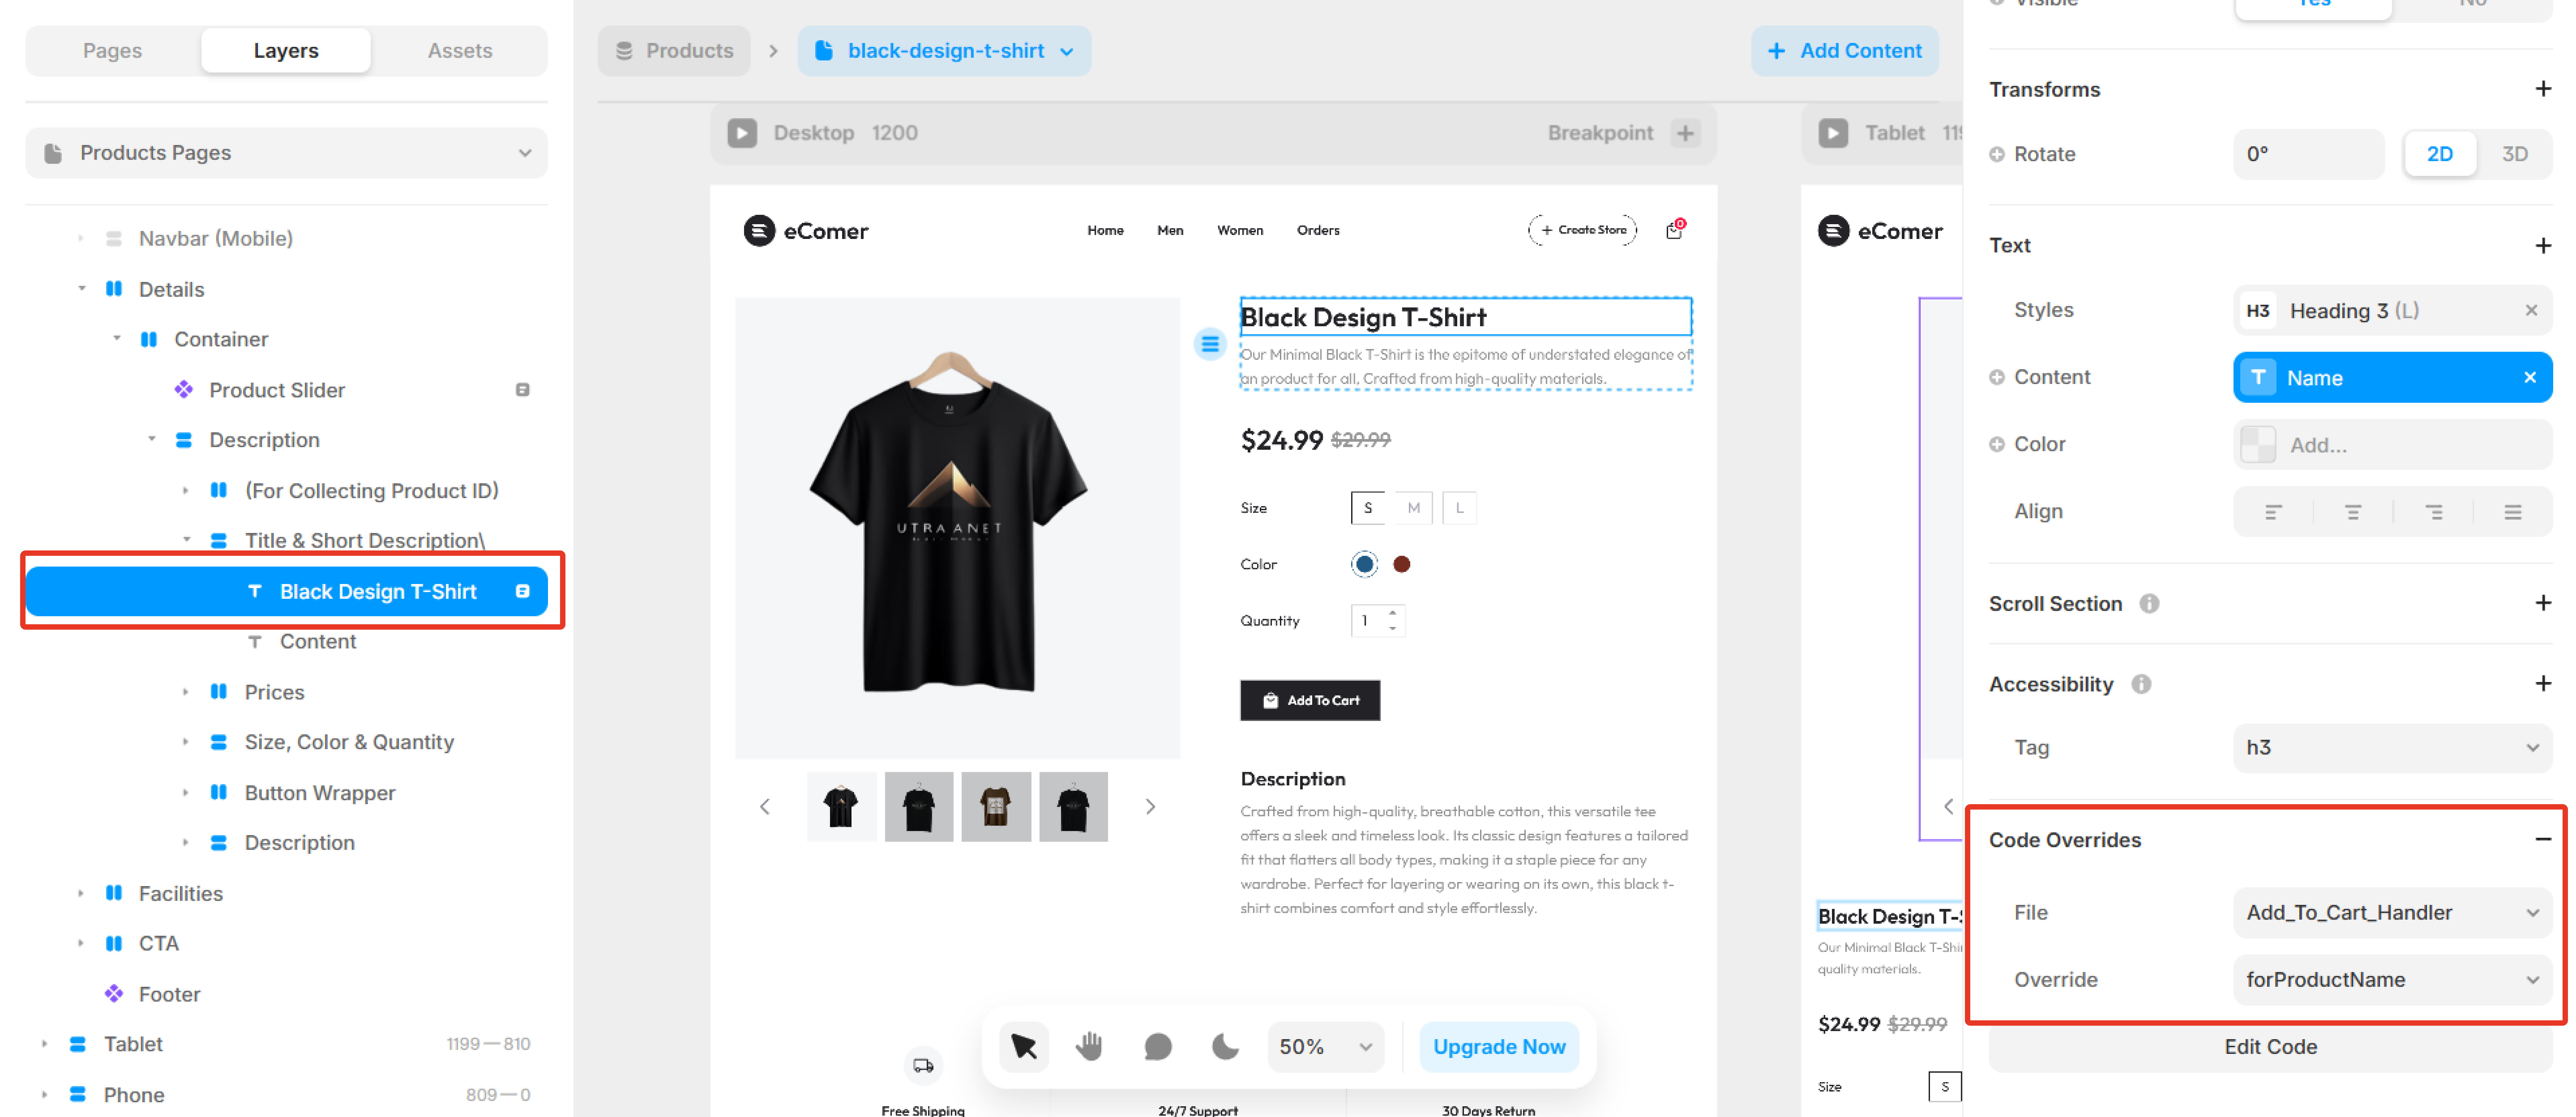 Pages
Layers
Assets
Products Pages
Navbar (Mobile)
Details
Container
Product Slider
Description
(For Collecting Product ID)
Title & Short Description\
Black Design T-Shirt
Content
Prices
Size, Color & Quantity
Button Wrapper
Description
Facilities
CTA
Footer
Tablet 1199 — 810
Phone 809 — 0
Products
black-design-t-shirt
Add Content
Desktop 1200
Breakpoint
eComer
Home
Men
Women
Orders
Create Store
0
Black Design T-Shirt
Our Minimal Black T-Shirt is the epitome of understated elegance of
an product for all, Crafted from high-quality materials.
$24.99 $29.99
Size S M L
Color
Quantity 1
Add To Cart
UTRA ANET
Description
Crafted from high-quality, breathable cotton, this versatile tee
offers a sleek and timeless look. Its classic design features a tailored
fit that flatters all body types, making it a staple piece for any
wardrobe. Perfect for layering or wearing on its own, this black t-
shirt combines comfort and style effortlessly.
Free Shipping
24/7 Support
30 Days Return
50%
Upgrade Now
Tablet
eComer
Black Design T-
Our Minimal Black T-Shi
quality materials.
$24.99 $29.99
Size S
Visible Yes No
Transforms
Rotate 0° 2D 3D
Text
Styles H3 Heading 3 (L)
Content T Name
Color Add...
Align
Scroll Section
Accessibility
Tag h3
Code Overrides
File Add_To_Cart_Handler
Override forProductName
Edit Code